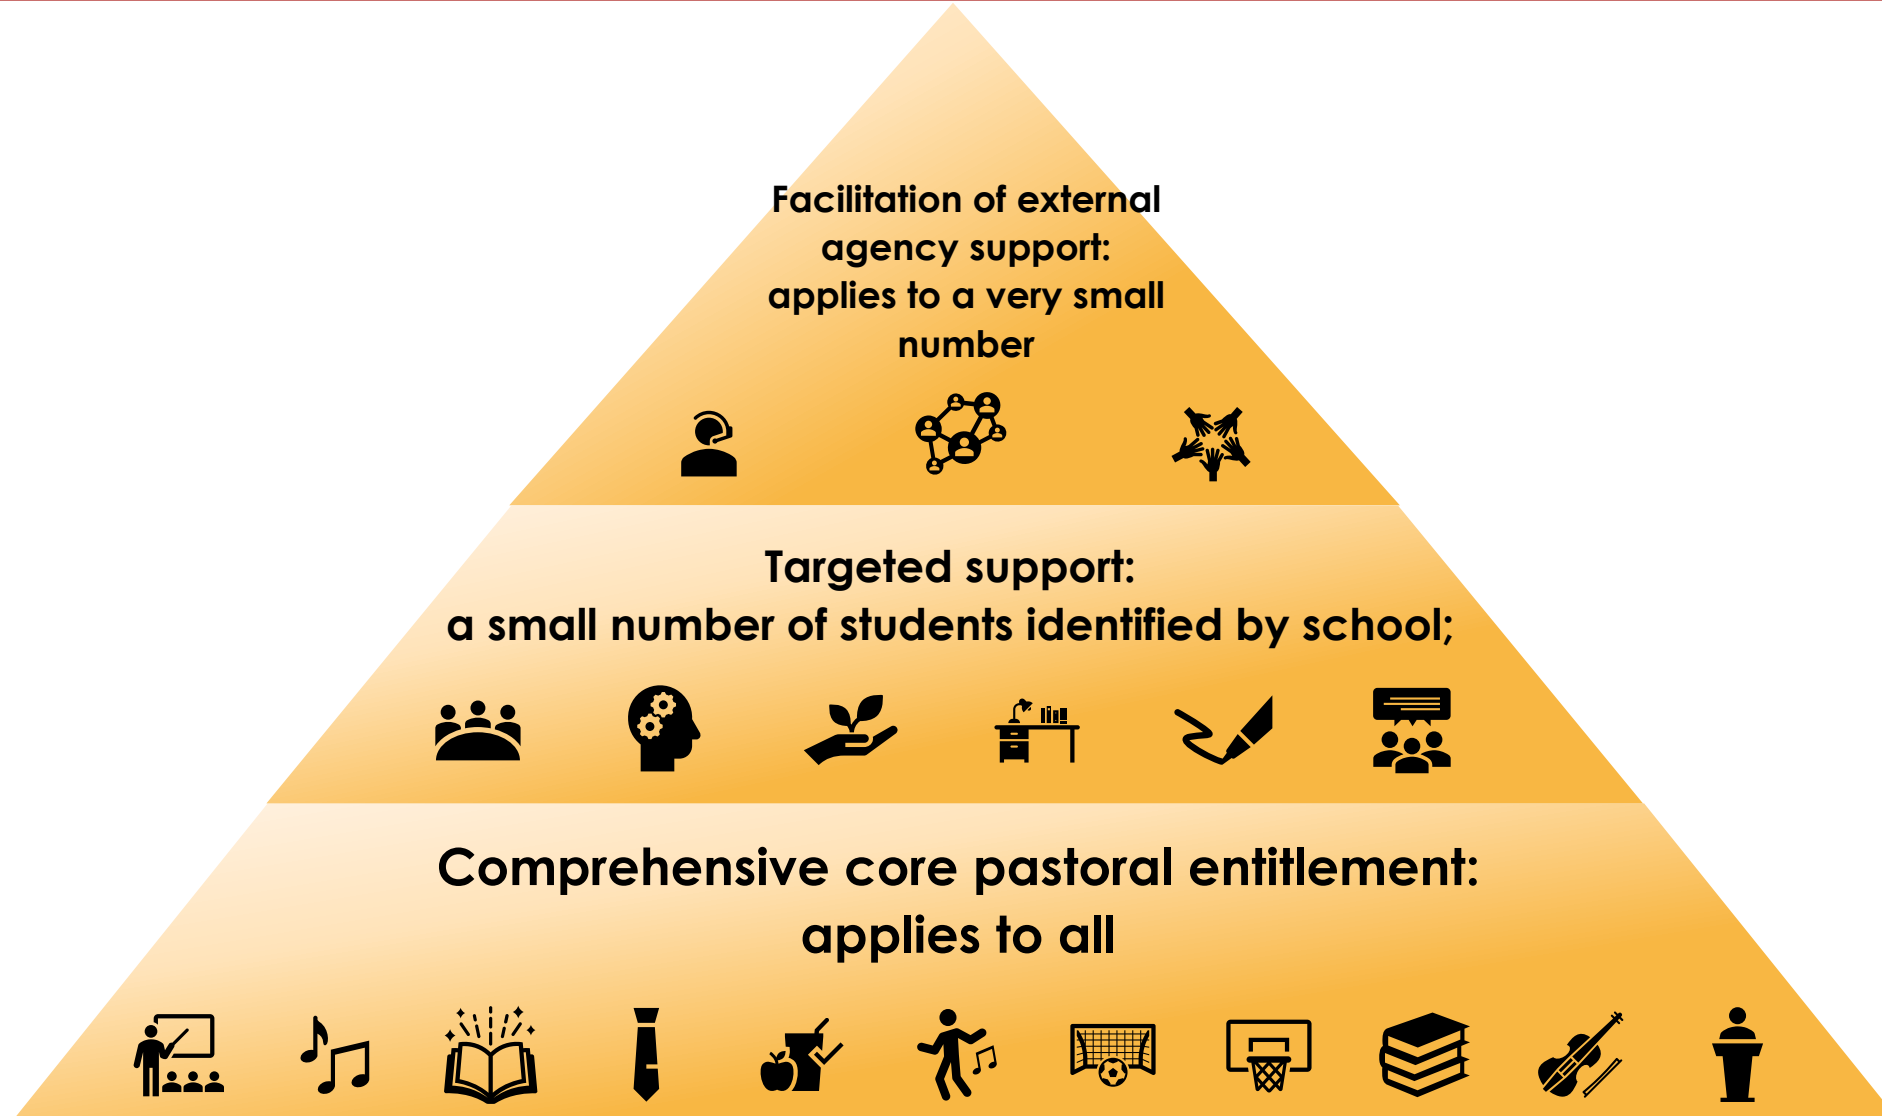 Facilitation of external
agency support:
applies to a very small
number
Targeted support:
a small number of students identified by school;
Comprehensive core pastoral entitlement:
applies to all